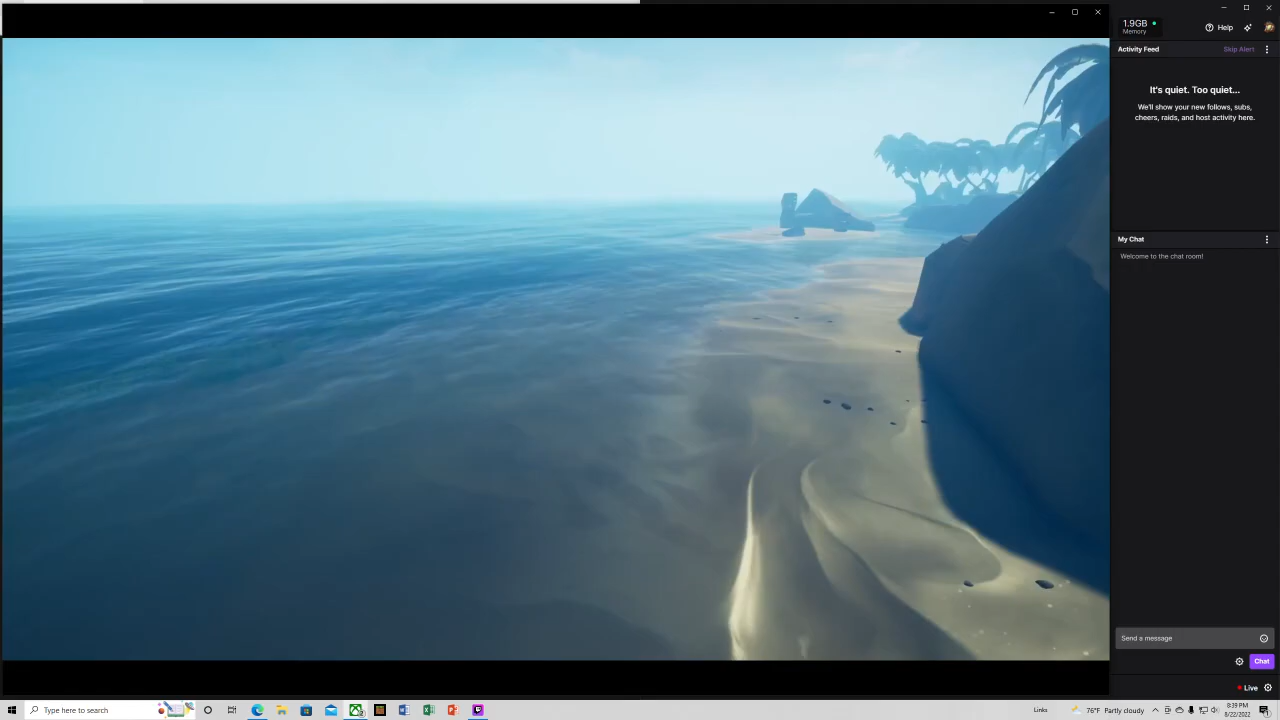 1.9GB
Memory
Help
Activity Feed
Skip Alert
It's quiet. Too quiet...
We'll show your new follows, subs,
cheers, raids, and host activity here.
My Chat
Welcome to the chat room!
Send a message
Chat
Live
Type here to search
Links
76°F Partly cloudy
8:39 PM
8/22/2022